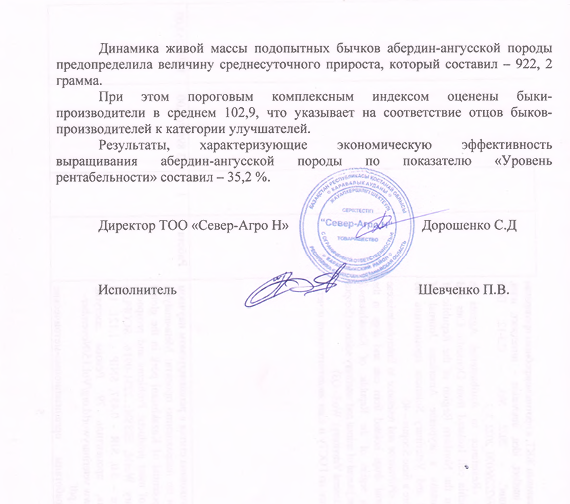 Динамика живой массы подопытных бычков абердин-ангусской породы
предопределила величину среднесуточного прироста, который составил – 922, 2
грамма.
При этом пороговым комплексным индексом оценены быки-
производители в среднем 102,9, что указывает на соответствие отцов быков-
производителей к категории улучшателей.
Результаты, характеризующие экономическую эффективность
выращивания абердин-ангусской породы по показателю «Уровень
рентабельности» составил – 35,2 %.
Директор ТОО «Север-Агро Н» Дорошенко С.Д
"Север-Агро Н"
ТОВАРИЩЕСТВО
Исполнитель Шевченко П.В.